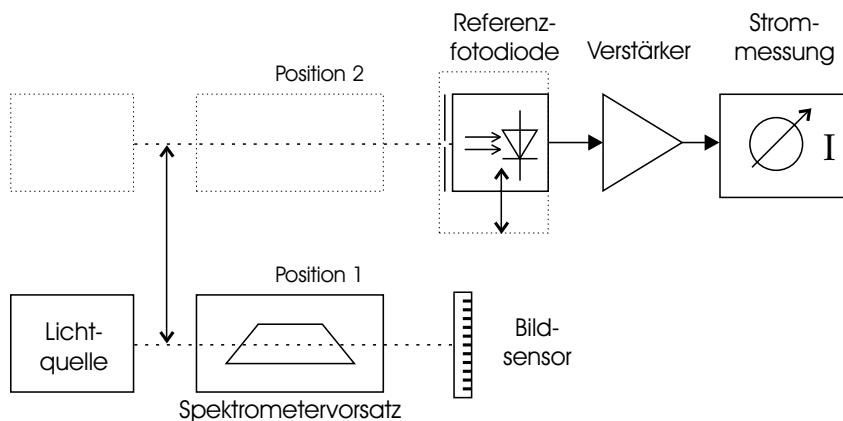 Referenz-
fotodiode
Verstärker
Strom-
messung
Position 2
I
Position 1
Licht-
quelle
Bild-
sensor
Spektrometervorsatz